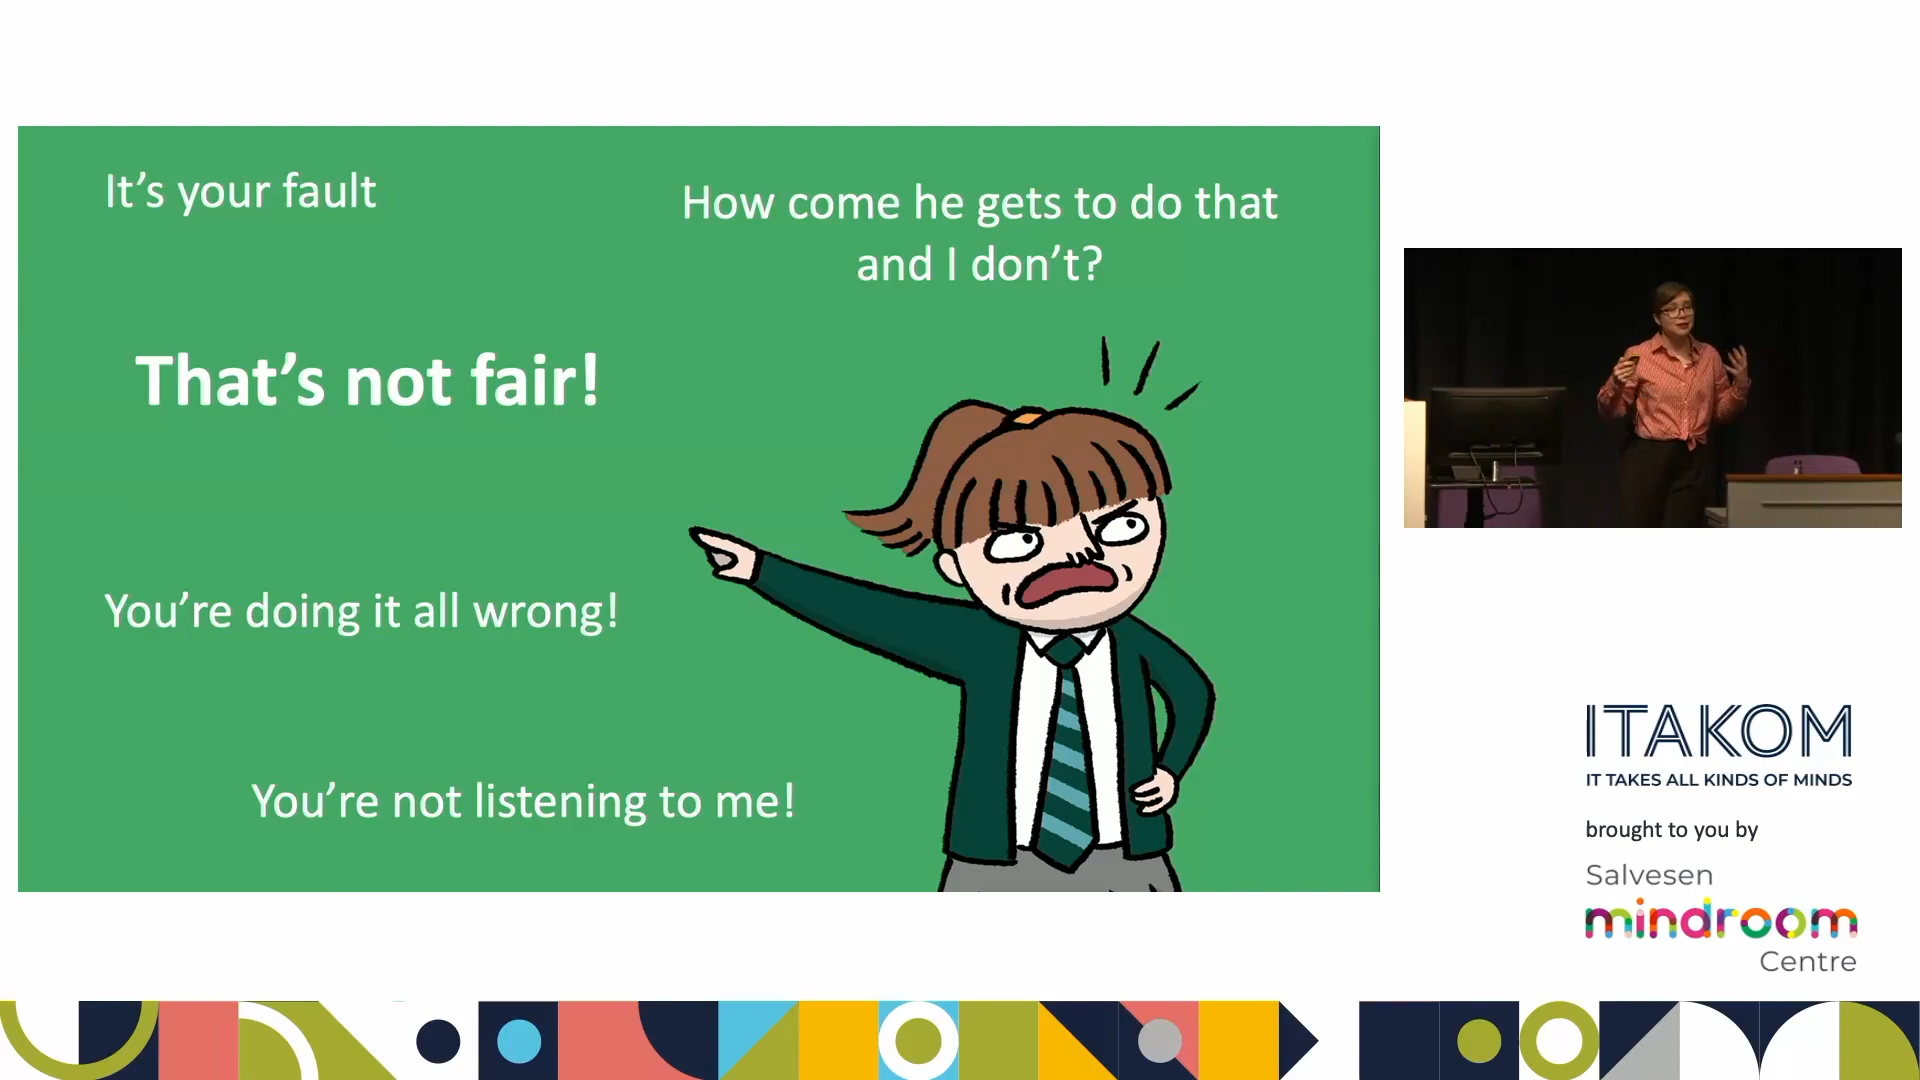 It’s your fault
How come he gets to do that
and I don’t?
That’s not fair!
You’re doing it all wrong!
You’re not listening to me!
ITAKOM
IT TAKES ALL KINDS OF MINDS
brought to you by
Salvesen
mindroom
Centre